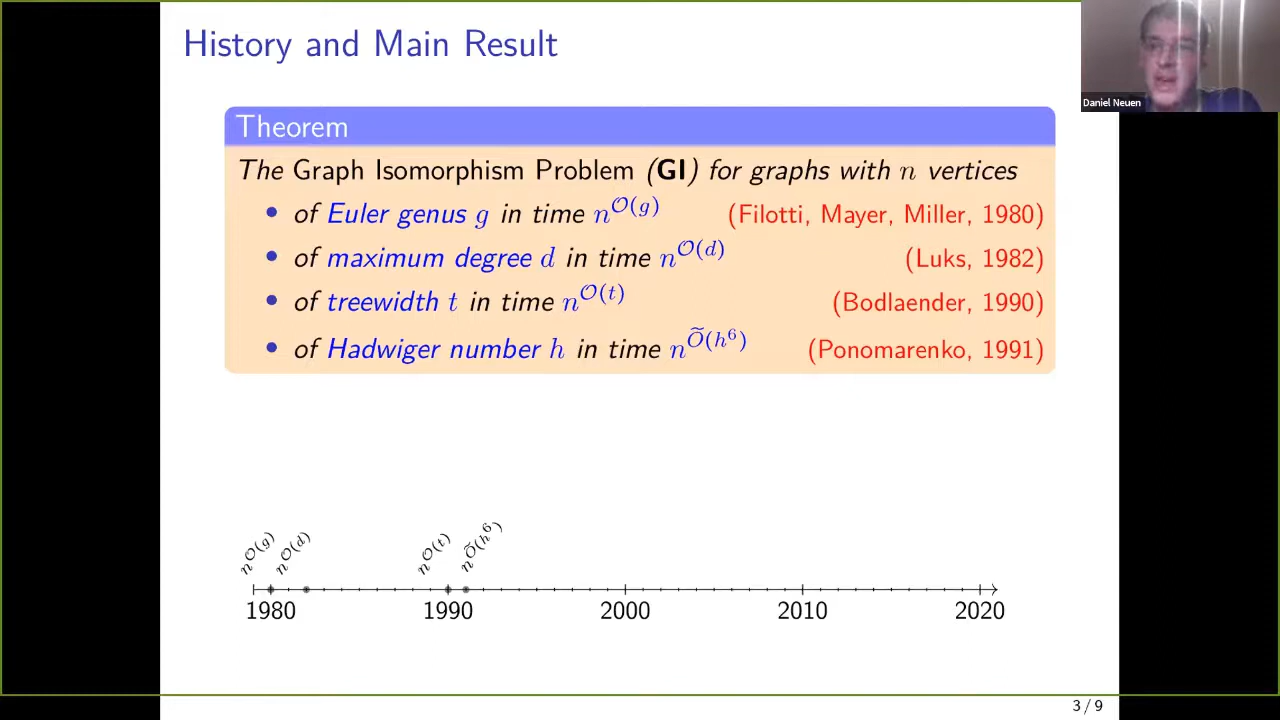 History and Main Result
Daniel Neuen
Theorem
The Graph Isomorphism Problem (GI) for graphs with n vertices
• of Euler genus g in time n^{𝒪(g)} (Filotti, Mayer, Miller, 1980)
• of maximum degree d in time n^{𝒪(d)} (Luks, 1982)
• of treewidth t in time n^{𝒪(t)} (Bodlaender, 1990)
• of Hadwiger number h in time n^{Õ(h^6)} (Ponomarenko, 1991)
n^{𝒪(g)} n^{𝒪(d)} n^{𝒪(t)} n^{Õ(h^6)}
1980 1990 2000 2010 2020
3 / 9